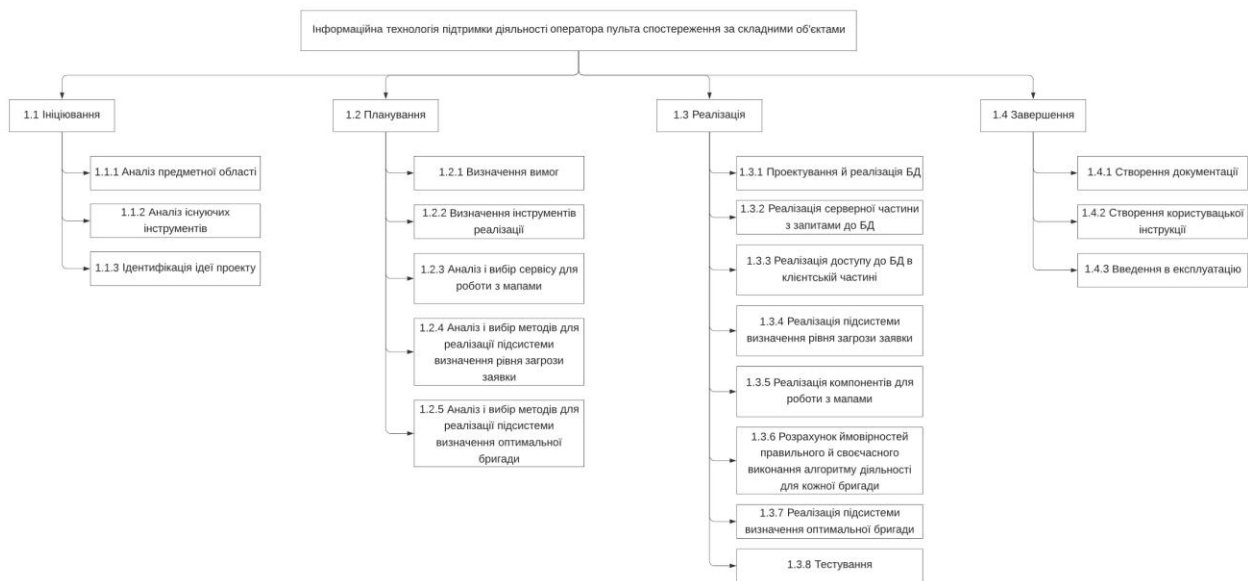 Інформаційна технологія підтримки діяльності оператора пульта спостереження за складними об'єктами
1.1 Ініціювання
1.1.1 Аналіз предметної області
1.1.2 Аналіз існуючих
інструментів
1.1.3 Ідентифікація ідеї проекту
1.2 Планування
1.2.1 Визначення вимог
1.2.2 Визначення інструментів
реалізації
1.2.3 Аналіз і вибір сервісу для
роботи з мапами
1.2.4 Аналіз і вибір методів для
реалізації підсистеми
визначення рівня загрози
заявки
1.2.5 Аналіз і вибір методів для
реалізації підсистеми
визначення оптимальної
бригади
1.3 Реалізація
1.3.1 Проектування й реалізація БД
1.3.2 Реалізація серверної частини
з запитами до БД
1.3.3 Реалізація доступу до БД в
клієнтській частині
1.3.4 Реалізація підсистеми
визначення рівня загрози заявки
1.3.5 Реалізація компонентів для
роботи з мапами
1.3.6 Розрахунок ймовірностей
правильного й своєчасного
виконання алгоритму діяльності
для кожної бригади
1.3.7 Реалізація підсистеми
визначення оптимальної бригади
1.3.8 Тестування
1.4 Завершення
1.4.1 Створення документації
1.4.2 Створення користувацької
інструкції
1.4.3 Введення в експлуатацію